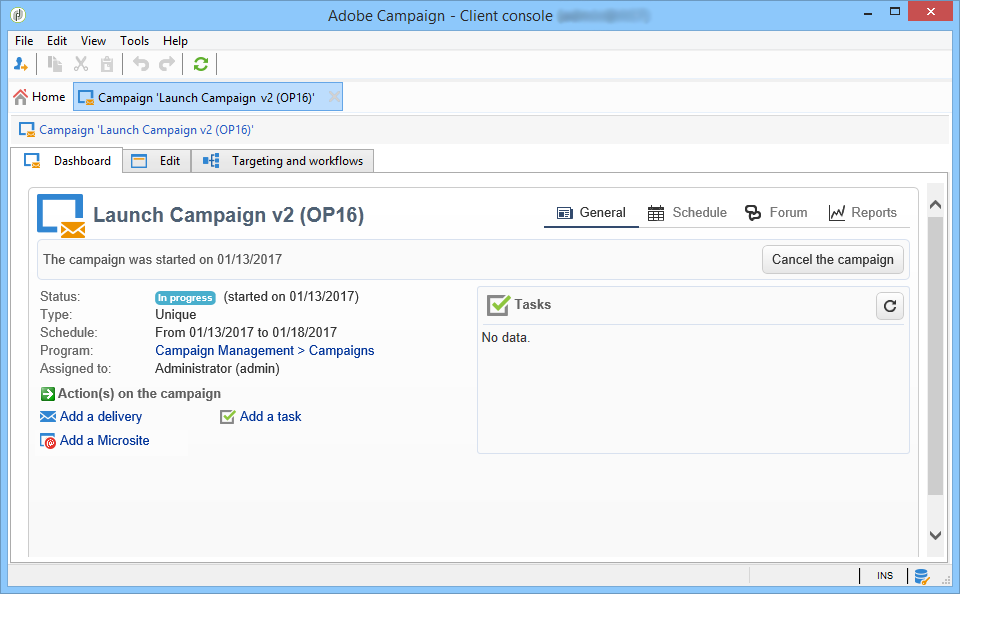 Adobe Campaign - Client console
File Edit View Tools Help
Home Campaign 'Launch Campaign v2 (OP16)'
Campaign 'Launch Campaign v2 (OP16)'
Dashboard Edit Targeting and workflows
Launch Campaign v2 (OP16)
General Schedule Forum Reports
The campaign was started on 01/13/2017
Cancel the campaign
Status: In progress (started on 01/13/2017)
Type: Unique
Schedule: From 01/13/2017 to 01/18/2017
Program: Campaign Management > Campaigns
Assigned to: Administrator (admin)
Action(s) on the campaign
Add a delivery Add a task
Add a Microsite
Tasks
No data.
INS